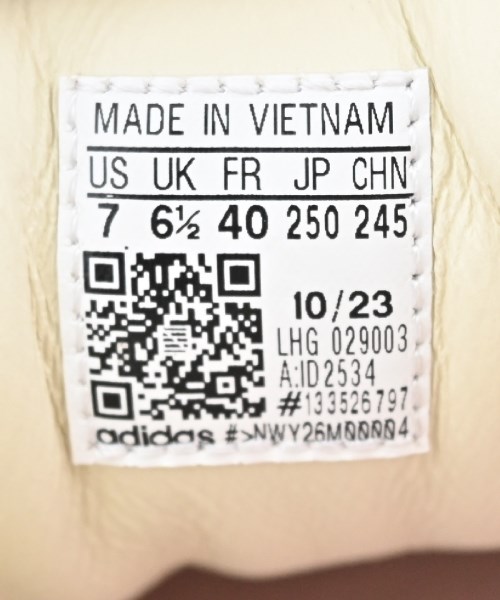 MADE IN VIETNAM
US UK FR JP CHN
7 6½ 40 250 245
10/23
LHG 029003
A:ID2534
#133526797
adidas #>NWY26M00004